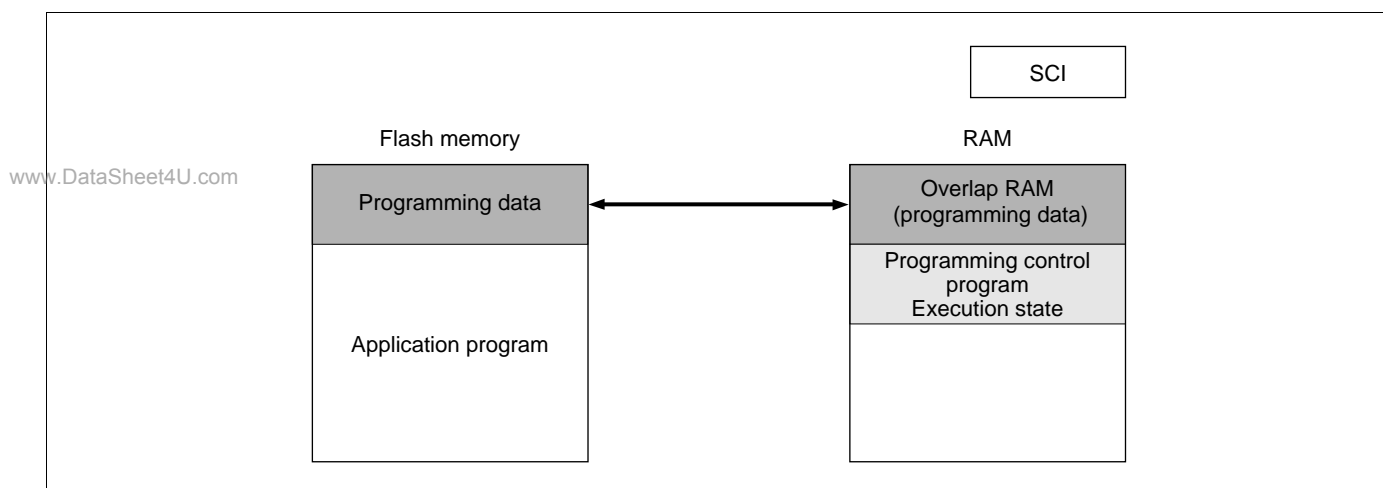 SCI
Flash memory
RAM
www.DataSheet4U.com
Programming data
Overlap RAM
(programming data)
Programming control
program
Execution state
Application program